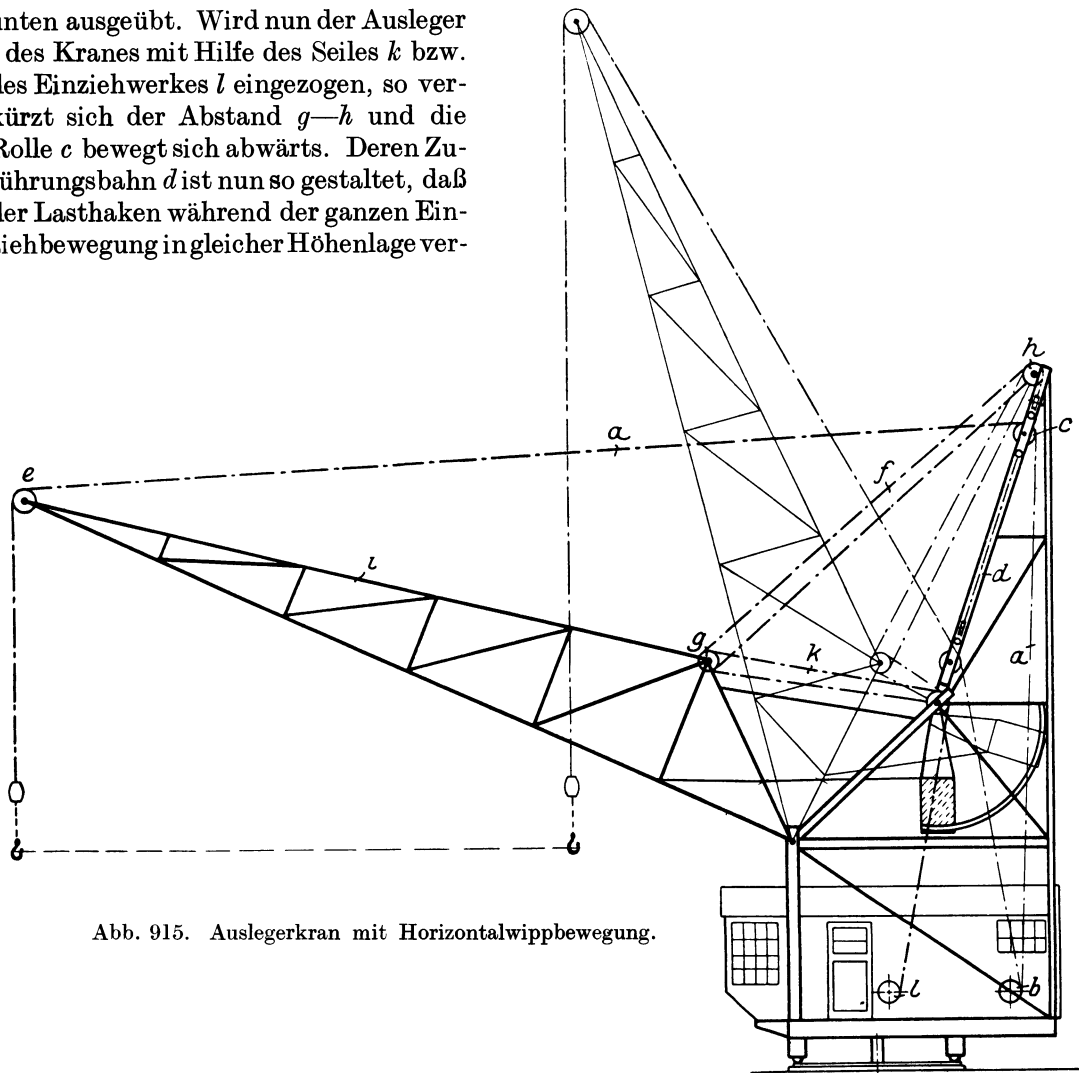 unten ausgeübt. Wird nun der Ausleger
des Kranes mit Hilfe des Seiles k bzw.
des Einziehwerkes l eingezogen, so ver-
kürzt sich der Abstand g—h und die
Rolle c bewegt sich abwärts. Deren Zu-
führungsbahn d ist nun so gestaltet, daß
der Lasthaken während der ganzen Ein-
ziehbewegung in gleicher Höhenlage ver-
h
c
a
f
e
i
d
g
k
a
l
b
Abb. 915. Auslegerkran mit Horizontalwippbewegung.